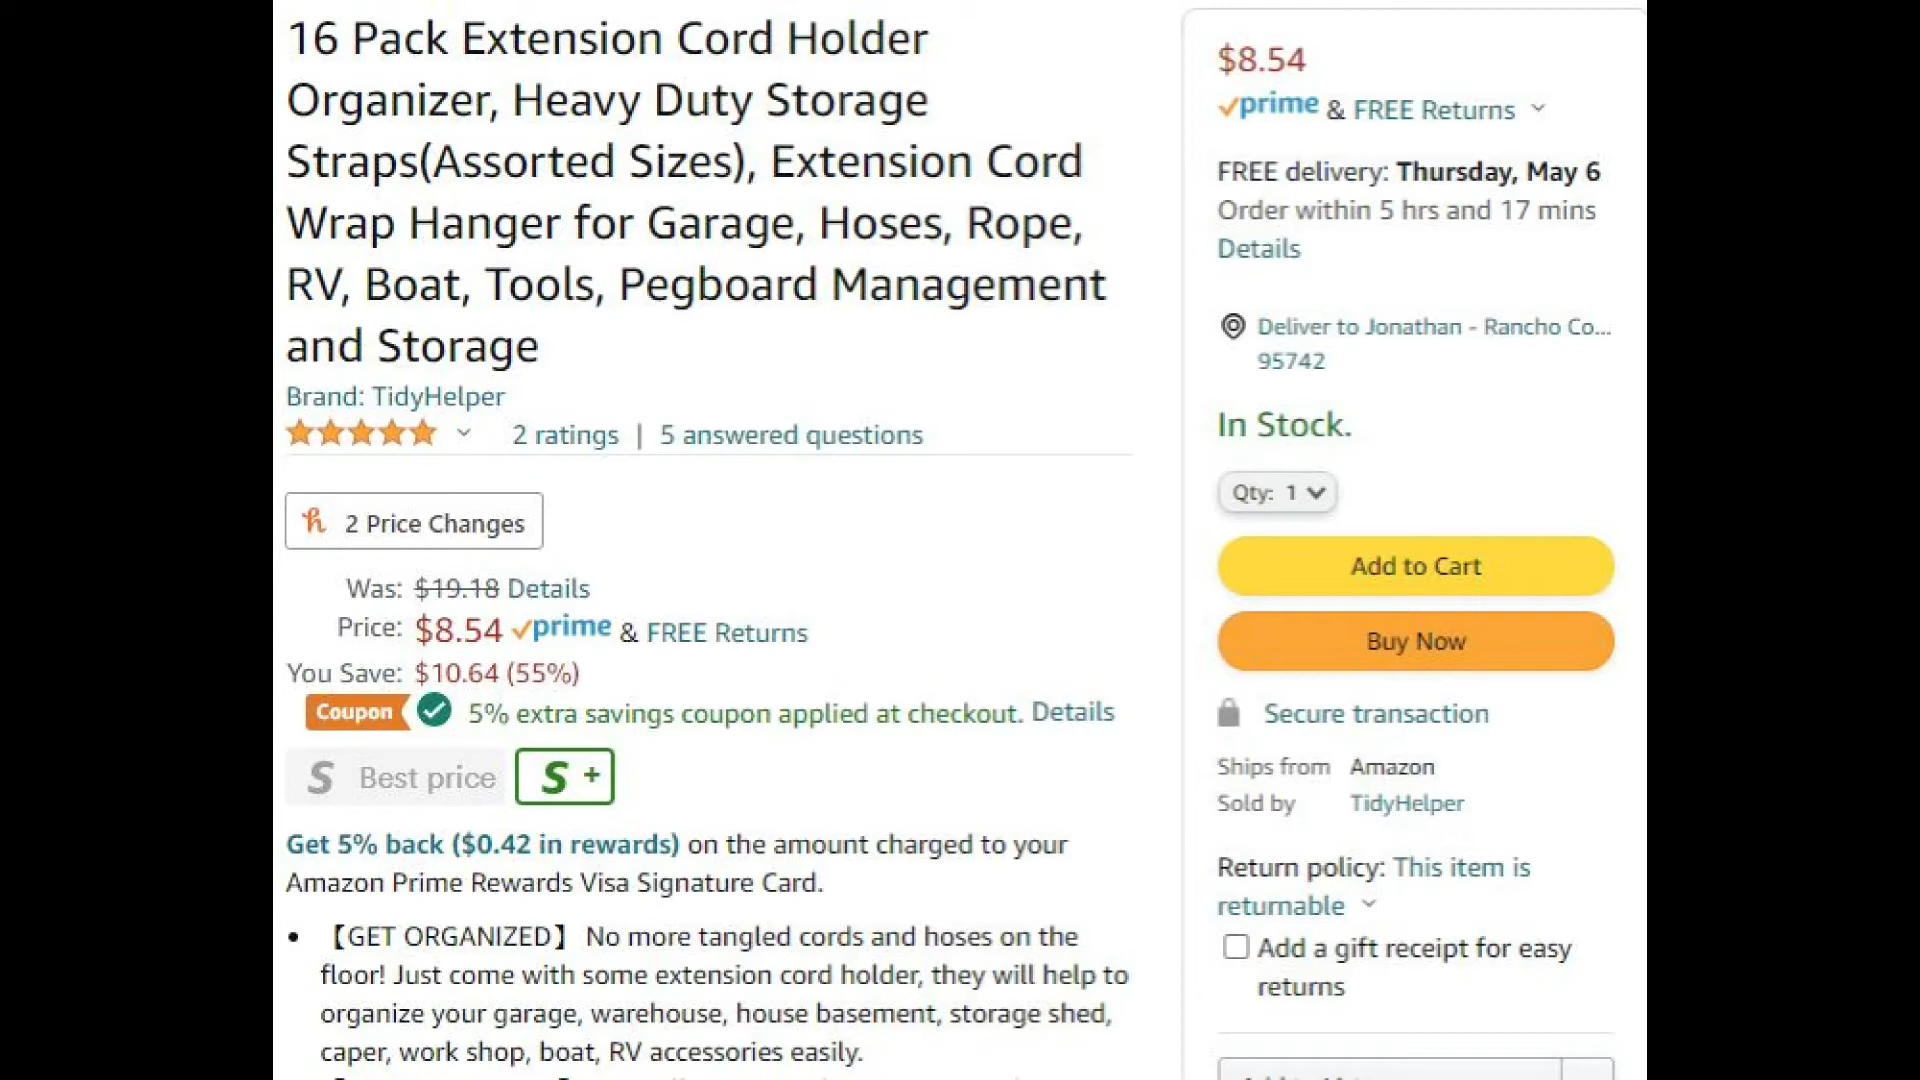 16 Pack Extension Cord Holder
Organizer, Heavy Duty Storage
Straps(Assorted Sizes), Extension Cord
Wrap Hanger for Garage, Hoses, Rope,
RV, Boat, Tools, Pegboard Management
and Storage
Brand: TidyHelper
2 ratings | 5 answered questions
2 Price Changes
Was: $19.18 Details
Price: $8.54 prime & FREE Returns
You Save: $10.64 (55%)
Coupon 5% extra savings coupon applied at checkout. Details
S Best price S +
Get 5% back ($0.42 in rewards) on the amount charged to your
Amazon Prime Rewards Visa Signature Card.
• 【GET ORGANIZED】 No more tangled cords and hoses on the
floor! Just come with some extension cord holder, they will help to
organize your garage, warehouse, house basement, storage shed,
caper, work shop, boat, RV accessories easily.
$8.54
prime & FREE Returns
FREE delivery: Thursday, May 6
Order within 5 hrs and 17 mins
Details
Deliver to Jonathan - Rancho Co...
95742
In Stock.
Qty: 1
Add to Cart
Buy Now
Secure transaction
Ships from Amazon
Sold by TidyHelper
Return policy: This item is
returnable
Add a gift receipt for easy
returns